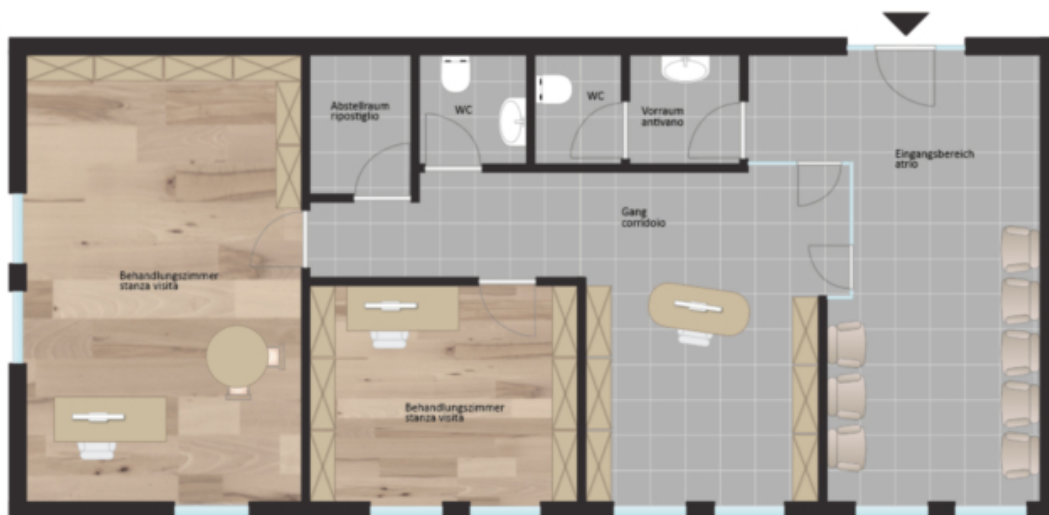 Abstellraum
ripostiglio
WC
WC
Vorraum
antivano
Eingangsbereich
atrio
Gang
corridoio
Behandlungszimmer
stanza visita
Behandlungszimmer
stanza visita